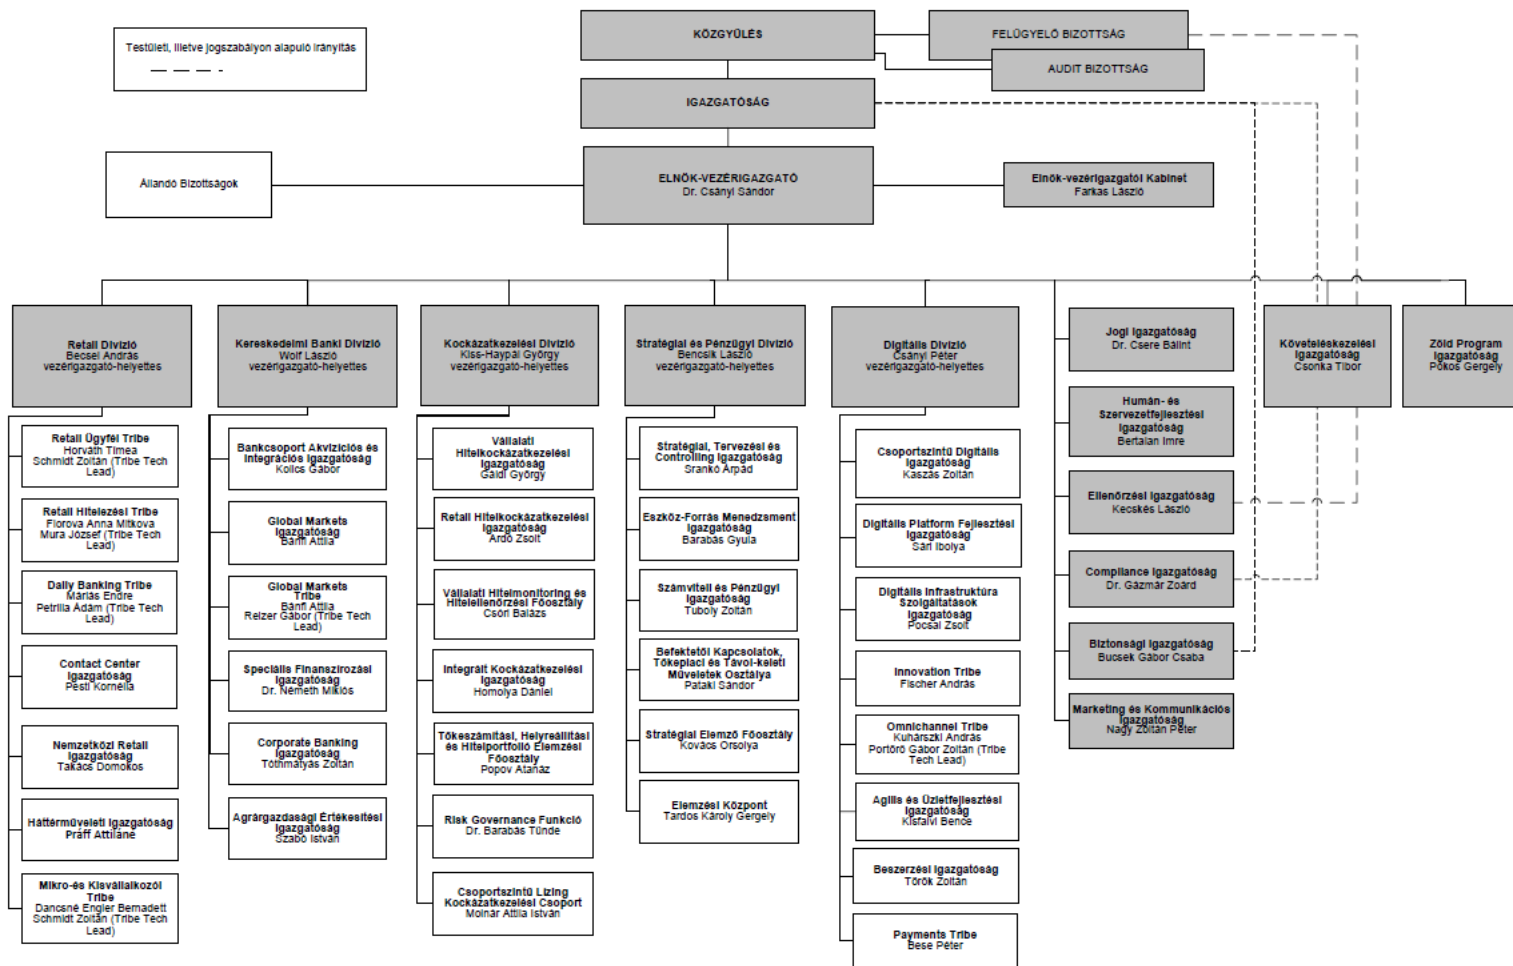 Testületi, illetve jogszabályon alapuló irányítás
KÖZGYŰLÉS
FELÜGYELŐ BIZOTTSÁG
AUDIT BIZOTTSÁG
IGAZGATÓSÁG
Állandó Bizottságok
ELNÖK-VEZÉRIGAZGATÓ
Dr. Csányi Sándor
Elnök-vezérigazgatói Kabinet
Farkas László
Retail Divízió
Becsei András
vezérigazgató-helyettes
Kereskedelmi Banki Divízió
Wolf László
vezérigazgató-helyettes
Kockázatkezelési Divízió
Kiss-Haypál György
vezérigazgató-helyettes
Stratégiai és Pénzügyi Divízió
Bencsik László
vezérigazgató-helyettes
Digitális Divízió
Csányi Péter
vezérigazgató-helyettes
Jogi Igazgatóság
Dr. Csere Bálint
Követeléskezelési
Igazgatóság
Csonka Tibor
Zöld Program
Igazgatóság
Pókos Gergely
Retail Ügyfél Tribe
Horváth Tímea
Schmidt Zoltán (Tribe Tech
Lead)
Retail Hitelezési Tribe
Florova Anna Mitkova
Mura József (Tribe Tech
Lead)
Daily Banking Tribe
Máriás Endre
Petrilla Ádám (Tribe Tech
Lead)
Contact Center
Igazgatóság
Pesti Kornélia
Nemzetközi Retail
Igazgatóság
Takács Domokos
Háttérműveleti Igazgatóság
Práff Attiláné
Mikro-és Kisvállalkozói
Tribe
Dancsné Engler Bernadett
Schmidt Zoltán (Tribe Tech
Lead)
Bankcsoport Akvizíciós és
Integrációs Igazgatóság
Kolics Gábor
Global Markets
Igazgatóság
Bánfi Attila
Global Markets
Tribe
Bánfi Attila
Reizer Gábor (Tribe Tech
Lead)
Speciális Finanszírozási
Igazgatóság
Dr. Németh Miklós
Corporate Banking
Igazgatóság
Tóthmátyás Zoltán
Agrárgazdasági Értékesítési
Igazgatóság
Szabó István
Vállalati
Hitelkockázatkezelési
Igazgatóság
Gáldi György
Retail Hitelkockázatkezelési
Igazgatóság
Ardó Zsolt
Vállalati Hitelmonitoring és
Hitelellenőrzési Főosztály
Csóri Balázs
Integrált Kockázatkezelési
Igazgatóság
Homolya Dániel
Tőkeszámítási, Helyreállítási
és Hitelportfolió Elemzési
Főosztály
Popov Atanáz
Risk Governance Funkció
Dr. Barabás Tünde
Csoportszintű Lízing
Kockázatkezelési Csoport
Molnár Attila István
Stratégiai, Tervezési és
Controlling Igazgatóság
Srankó Árpád
Eszköz-Forrás Menedzsment
Igazgatóság
Barabás Gyula
Számviteli és Pénzügyi
Igazgatóság
Tuboly Zoltán
Befektetői Kapcsolatok,
Tőkepiaci és Távol-keleti
Műveletek Osztálya
Pataki Sándor
Stratégiai Elemző Főosztály
Kovács Orsolya
Elemzési Központ
Tardos Károly Gergely
Csoportszintű Digitális
Igazgatóság
Kaszás Zoltán
Digitális Platform Fejlesztési
Igazgatóság
Sári Ibolya
Digitális Infrastruktúra
Szolgáltatások
Igazgatóság
Pocsai Zsolt
Innovation Tribe
Fischer András
Omnichannel Tribe
Kuhárszki András
Portörő Gábor Zoltán (Tribe
Tech Lead)
Agilis és Üzletfejlesztési
Igazgatóság
Kisfalvi Bence
Beszerzési Igazgatóság
Török Zoltán
Payments Tribe
Bese Péter
Humán- és
Szervezetfejlesztési
Igazgatóság
Bertalan Imre
Ellenőrzési Igazgatóság
Kecskés László
Compliance Igazgatóság
Dr. Gázmár Zoárd
Biztonsági Igazgatóság
Bucsek Gábor Csaba
Marketing és Kommunikációs
Igazgatóság
Nagy Zoltán Péter